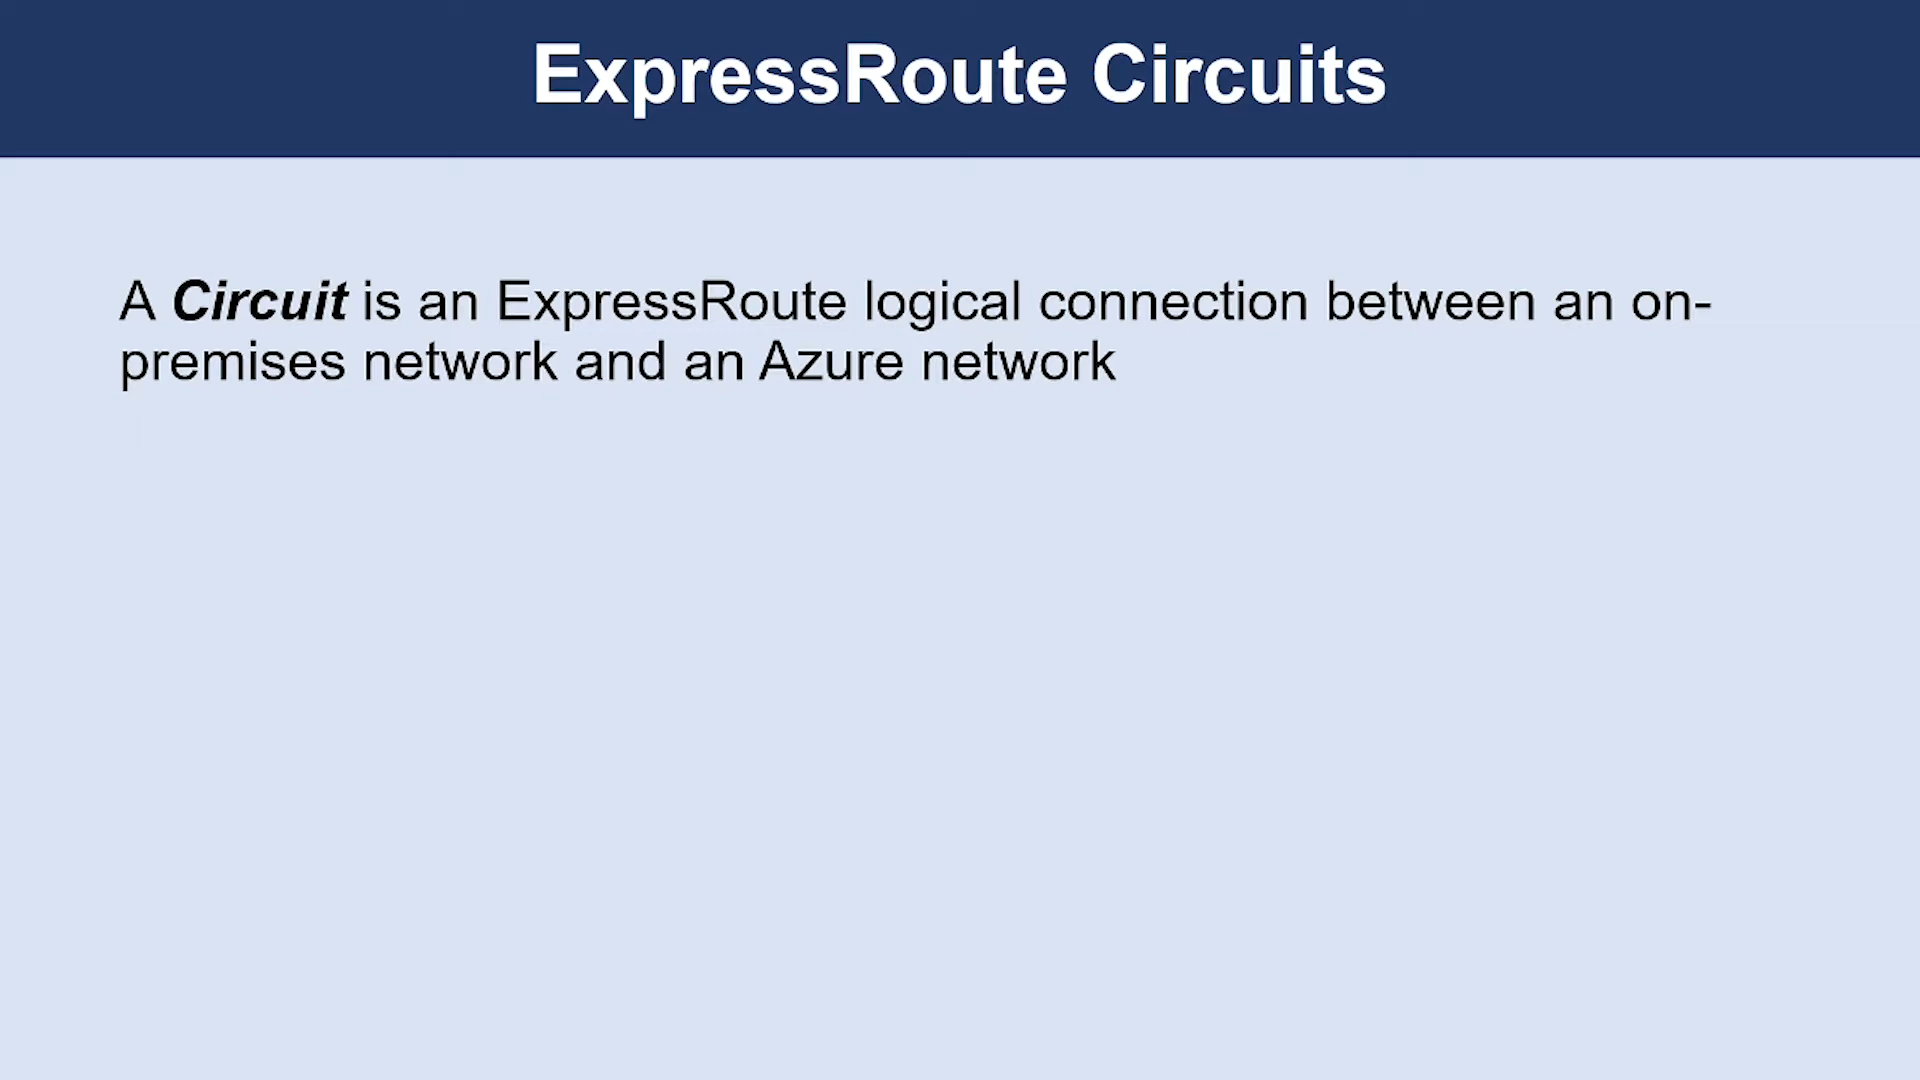 ExpressRoute Circuits
A Circuit is an ExpressRoute logical connection between an on-
premises network and an Azure network